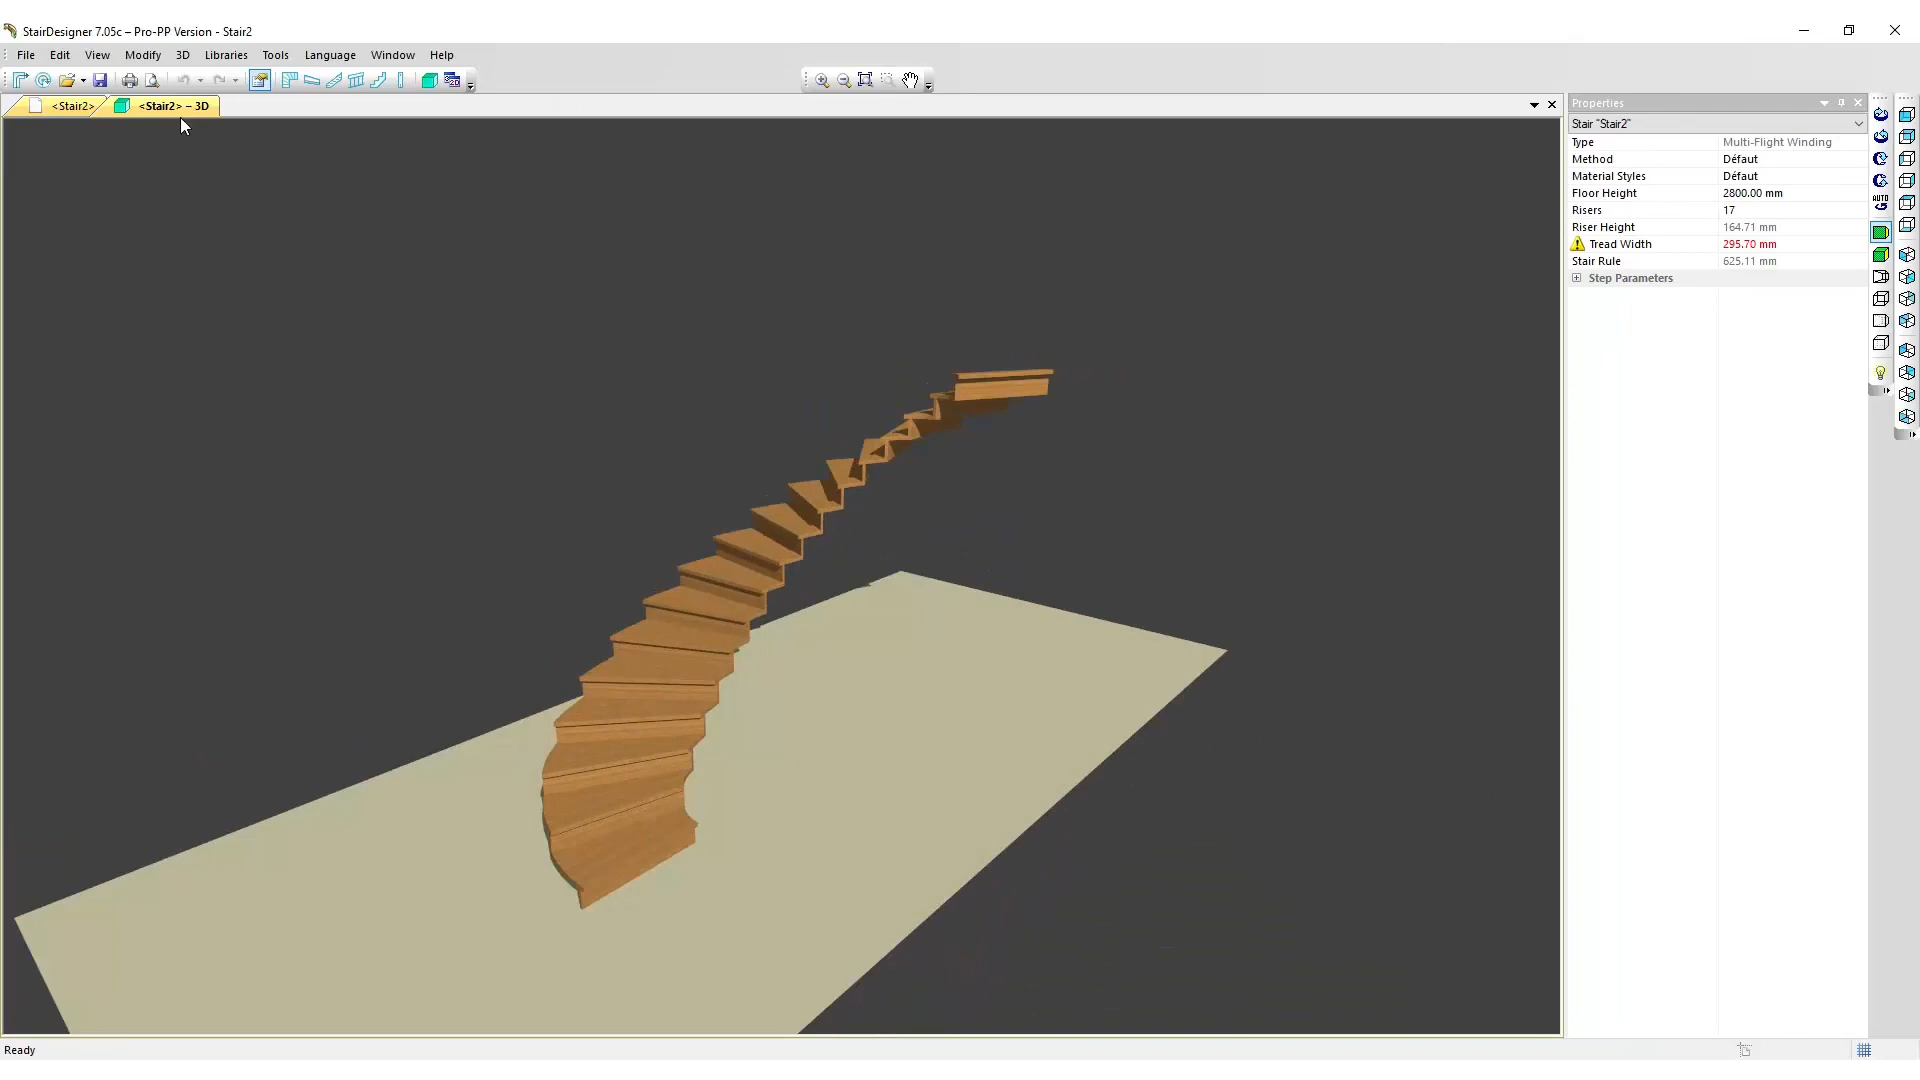 StairDesigner 7.05c – Pro-PP Version - Stair2
File Edit View Modify 3D Libraries Tools Language Window Help
<Stair2> <Stair2> – 3D
Properties
Stair "Stair2"
Type Multi-Flight Winding
Method Défaut
Material Styles Défaut
Floor Height 2800.00 mm
Risers 17
Riser Height 164.71 mm
Tread Width 295.70 mm
Stair Rule 625.11 mm
Step Parameters
AUTO
Ready